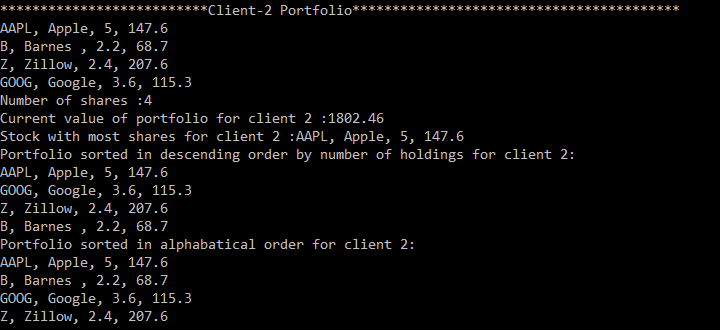 **************************Client-2 Portfolio*****************************************
AAPL, Apple, 5, 147.6
B, Barnes , 2.2, 68.7
Z, Zillow, 2.4, 207.6
GOOG, Google, 3.6, 115.3
Number of shares :4
Current value of portfolio for client 2 :1802.46
Stock with most shares for client 2 :AAPL, Apple, 5, 147.6
Portfolio sorted in descending order by number of holdings for client 2:
AAPL, Apple, 5, 147.6
GOOG, Google, 3.6, 115.3
Z, Zillow, 2.4, 207.6
B, Barnes , 2.2, 68.7
Portfolio sorted in alphabatical order for client 2:
AAPL, Apple, 5, 147.6
B, Barnes , 2.2, 68.7
GOOG, Google, 3.6, 115.3
Z, Zillow, 2.4, 207.6